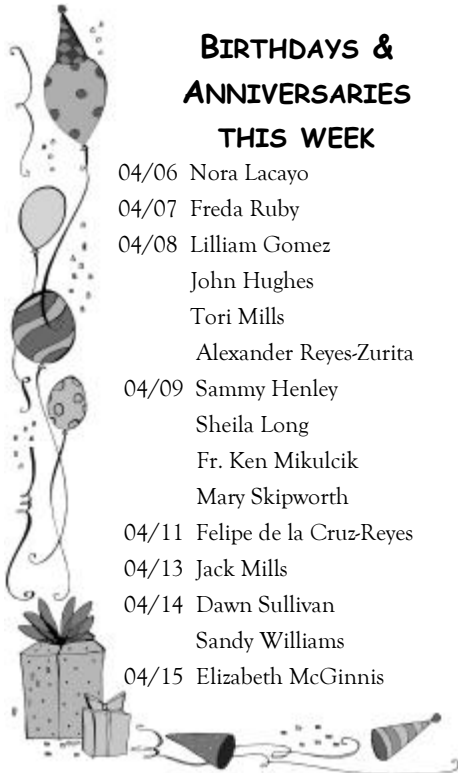 BIRTHDAYS &
ANNIVERSARIES
THIS WEEK
04/06 Nora Lacayo
04/07 Freda Ruby
04/08 Lilliam Gomez
John Hughes
Tori Mills
Alexander Reyes-Zurita
04/09 Sammy Henley
Sheila Long
Fr. Ken Mikulcik
Mary Skipworth
04/11 Felipe de la Cruz-Reyes
04/13 Jack Mills
04/14 Dawn Sullivan
Sandy Williams
04/15 Elizabeth McGinnis